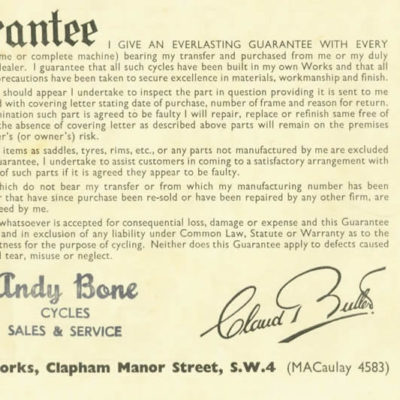 rantee
I GIVE AN EVERLASTING GUARANTEE WITH EVERY
me or complete machine) bearing my transfer and purchased from me or my duly
dealer. I guarantee that all such cycles have been built in my own Works and that all
precautions have been taken to secure excellence in materials, workmanship and finish.
should appear I undertake to inspect the part in question providing it is sent to me
d with covering letter stating date of purchase, number of frame and reason for return.
mination such part is agreed to be faulty I will repair, replace or refinish same free of
the absence of covering letter as described above parts will remain on the premises
er's (or owner's) risk.
items as saddles, tyres, rims, etc., or any parts not manufactured by me are excluded
uarantee, I undertake to assist customers in coming to a satisfactory arrangement with
of such parts if it is agreed they appear to be faulty.
hich do not bear my transfer or from which my manufacturing number has been
r that have since purchase been re-sold or have been repaired by any other firm, are
eed by me.
whatsoever is accepted for consequential loss, damage or expense and this Guarantee
and in exclusion of any liability under Common Law, Statute or Warranty as to the
tness for the purpose of cycling. Neither does this Guarantee apply to defects caused
d tear, misuse or neglect.
Andy Bone
CYCLES
SALES & SERVICE
Claud Butler
orks, Clapham Manor Street, S.W.4 (MACaulay 4583)